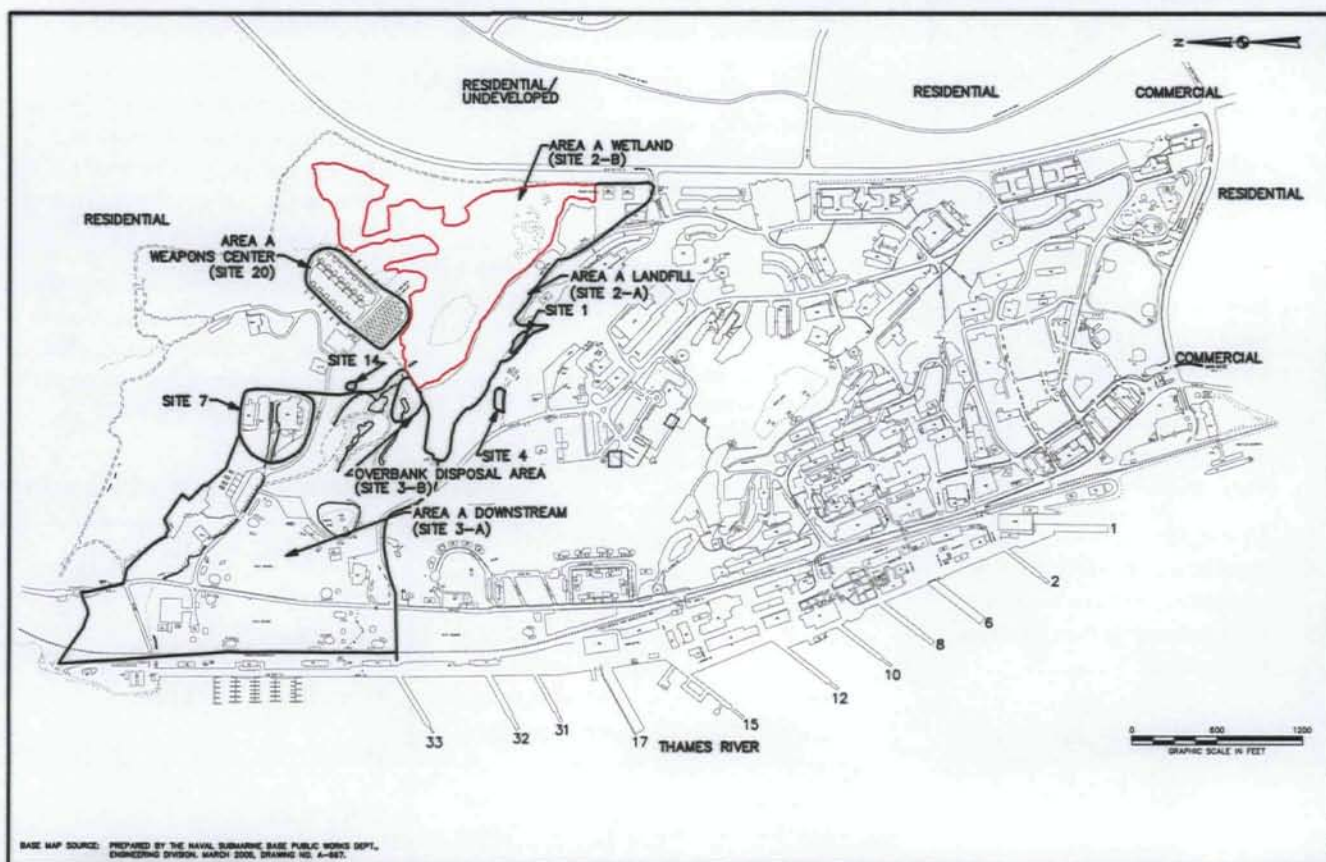 N
RESIDENTIAL/
UNDEVELOPED
RESIDENTIAL
COMMERCIAL
AREA A WETLAND
(SITE 2-B)
RESIDENTIAL
RESIDENTIAL
AREA A
WEAPONS CENTER
(SITE 20)
AREA A LANDFILL
(SITE 2-A)
SITE 1
SITE 14
COMMERCIAL
SITE 7
SITE 4
OVERBANK DISPOSAL AREA
(SITE 3-B)
AREA A DOWNSTREAM
(SITE 3-A)
1
2
6
8
10
12
15
17
31
32
33
THAMES RIVER
0 600 1200
GRAPHIC SCALE IN FEET
BASE MAP SOURCE: PREPARED BY THE NAVAL SUBMARINE BASE PUBLIC WORKS DEPT.,
ENGINEERING DIVISION, MARCH 2005, DRAWING NO. A-667.